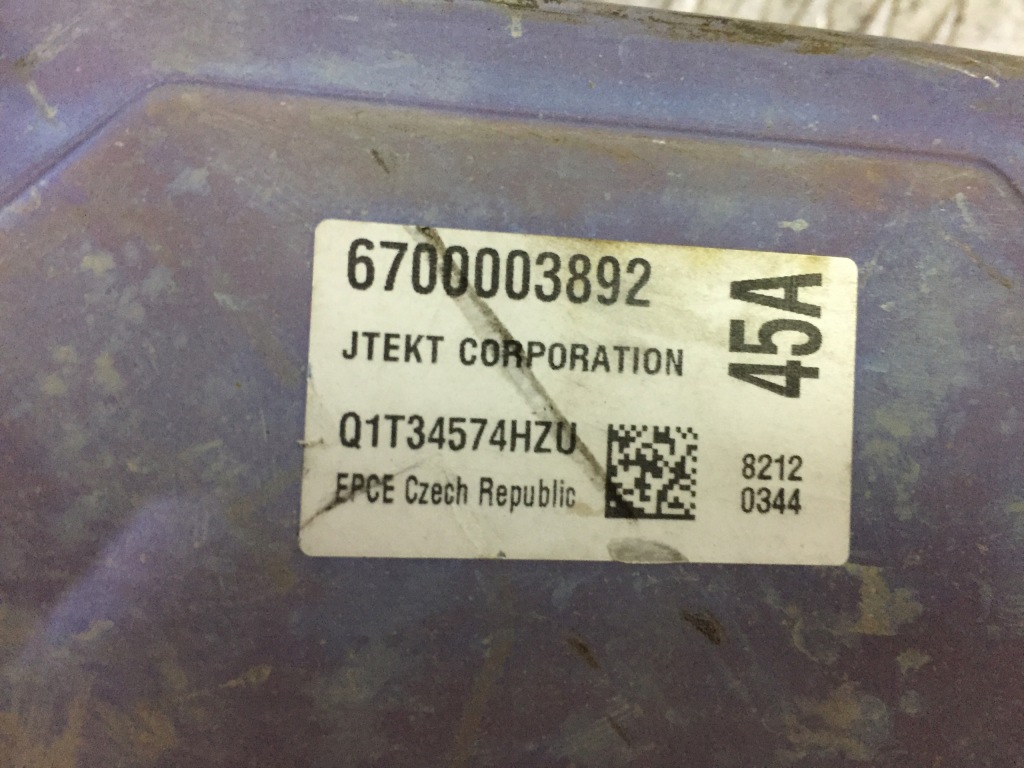 6700003892
45A
JTEKT CORPORATION
Q1T34574HZU
EPCE Czech Republic
8212
0344